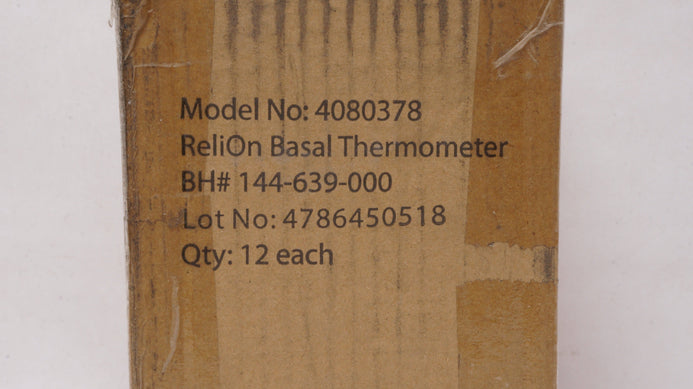 Model No: 4080378
ReliOn Basal Thermometer
BH# 144-639-000
Lot No: 4786450518
Qty: 12 each